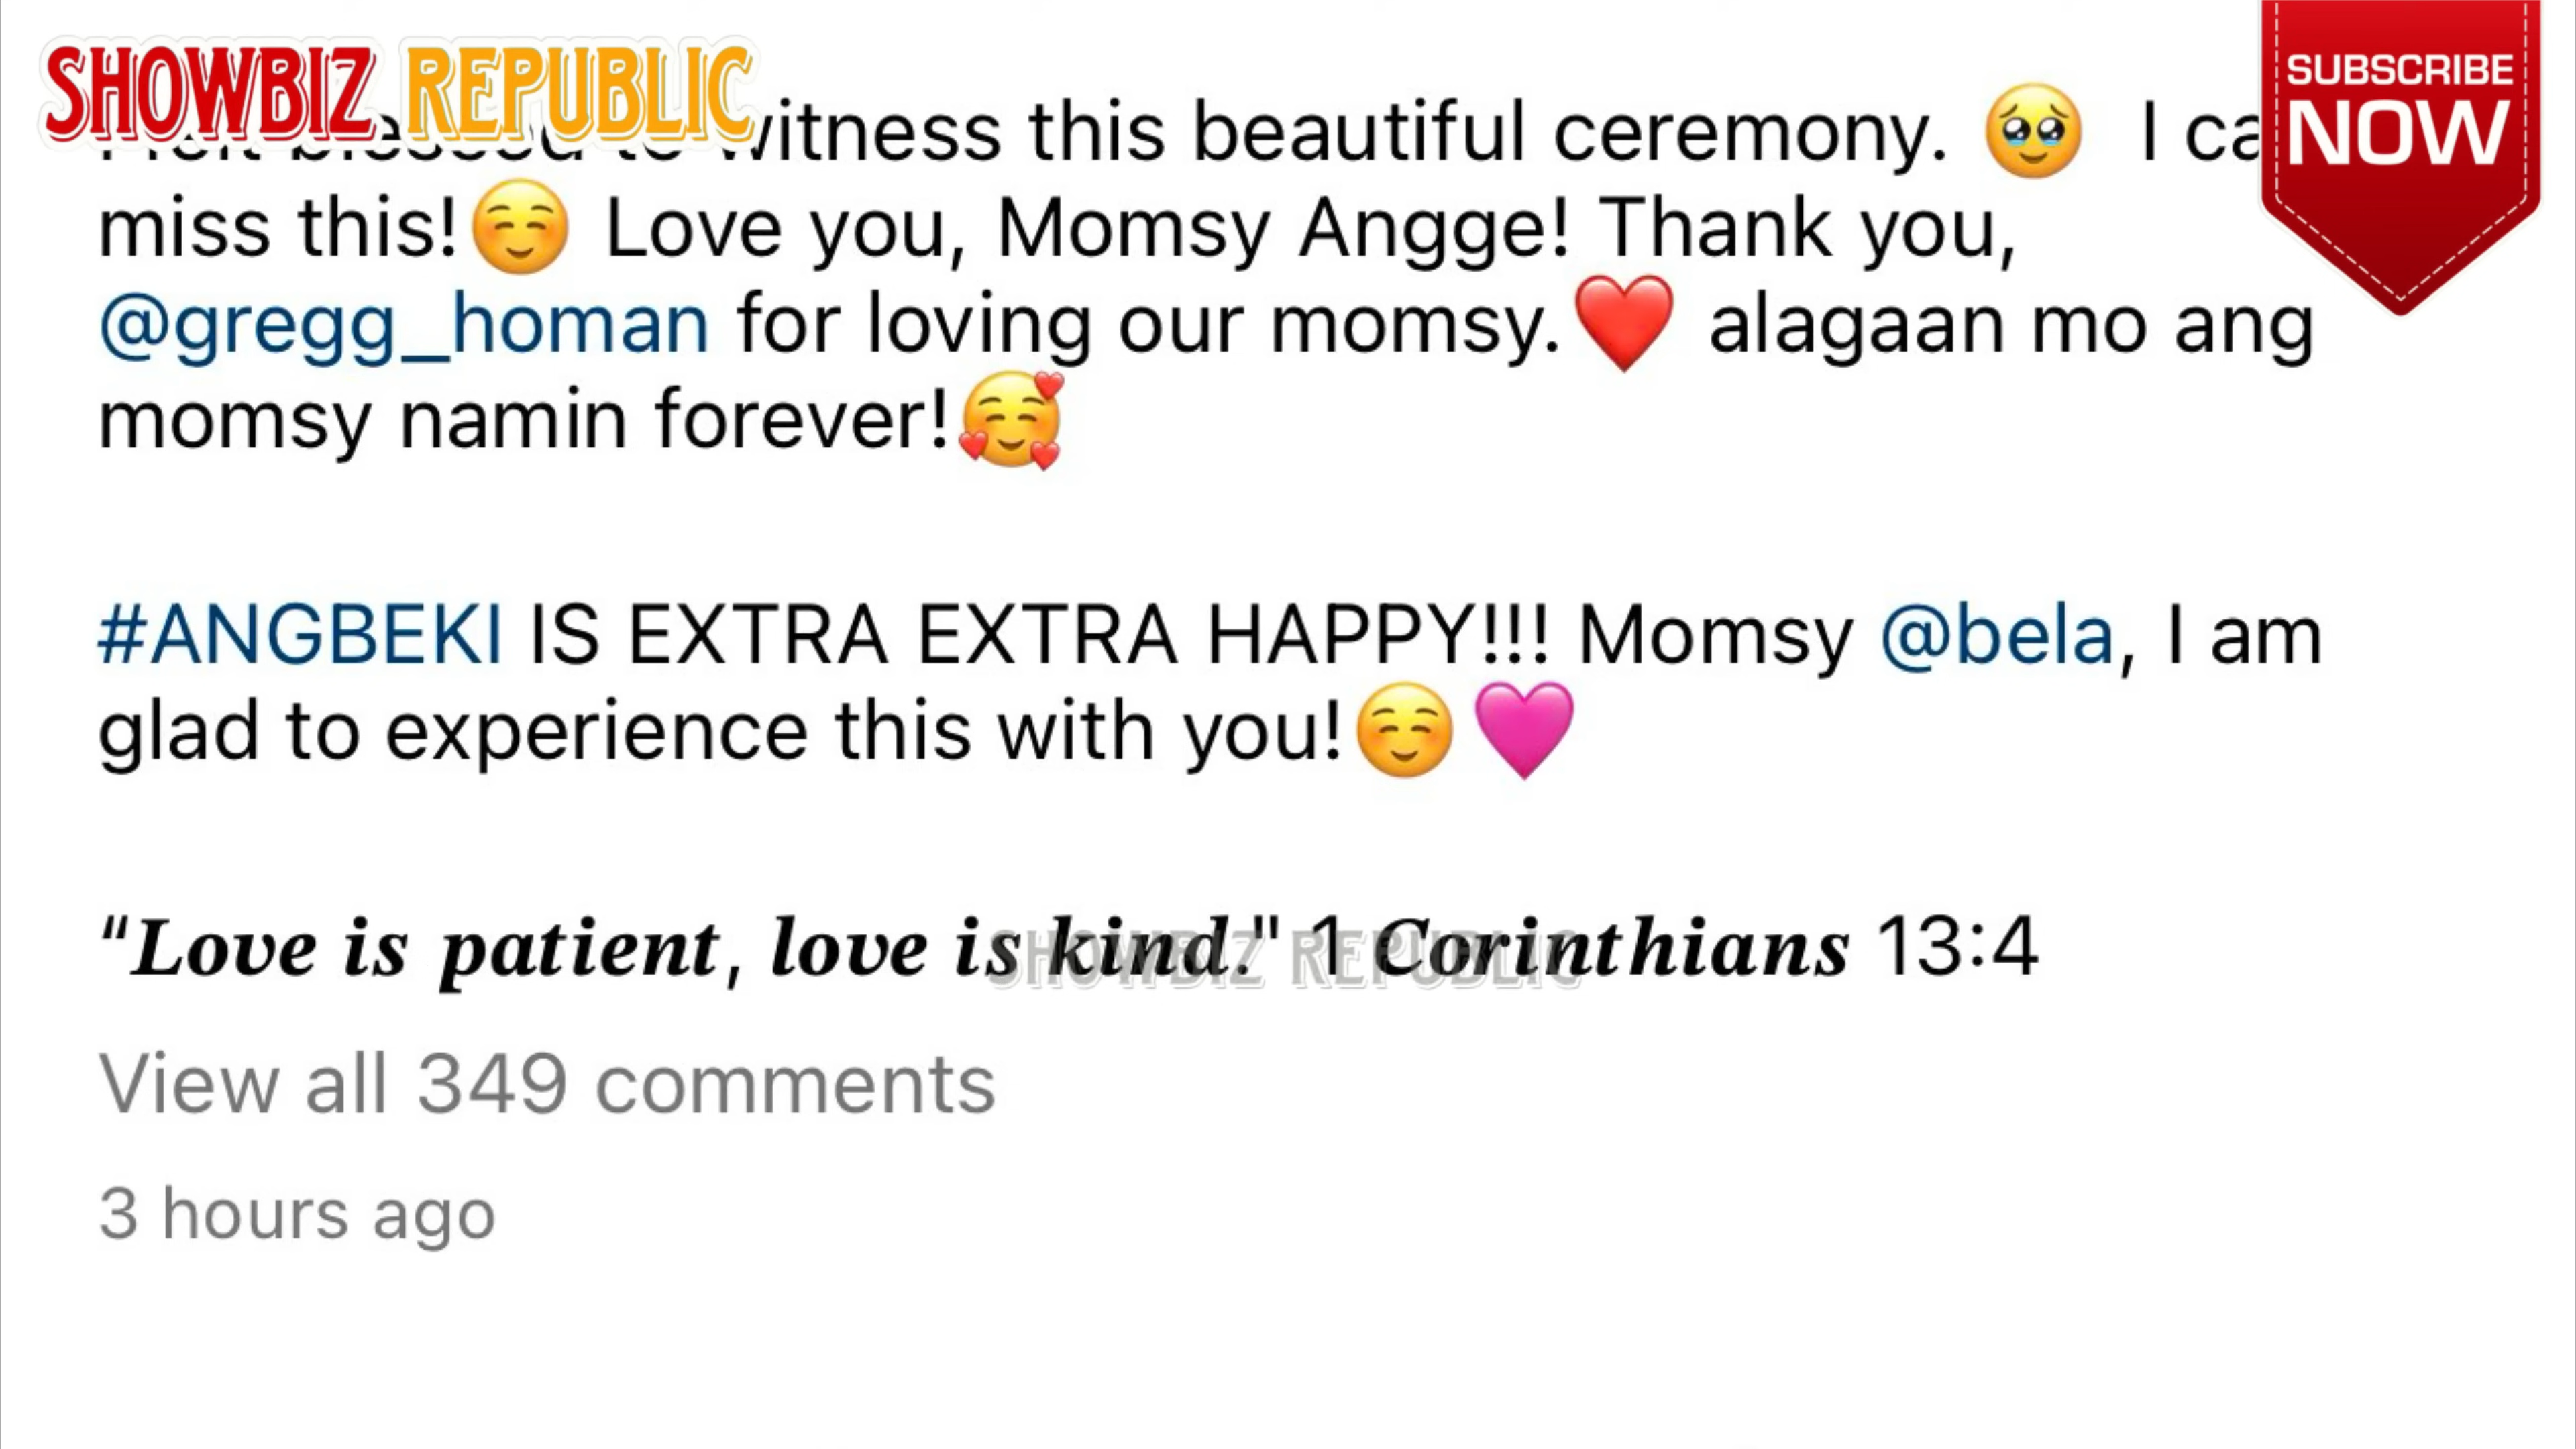 SHOWBIZ REPUBLIC
SUBSCRIBE
NOW
witness this beautiful ceremony. 🥹 I
miss this!☺️ Love you, Momsy Angge! Thank you,
@gregg_homan for loving our momsy.❤️ alagaan mo ang
momsy namin forever!🥰
#ANGBEKI IS EXTRA EXTRA HAPPY!!! Momsy @bela, I am
glad to experience this with you!☺️💗
"Love is patient, love is kind." 1 Corinthians 13:4
SHOWBIZ REPUBLIC
View all 349 comments
3 hours ago